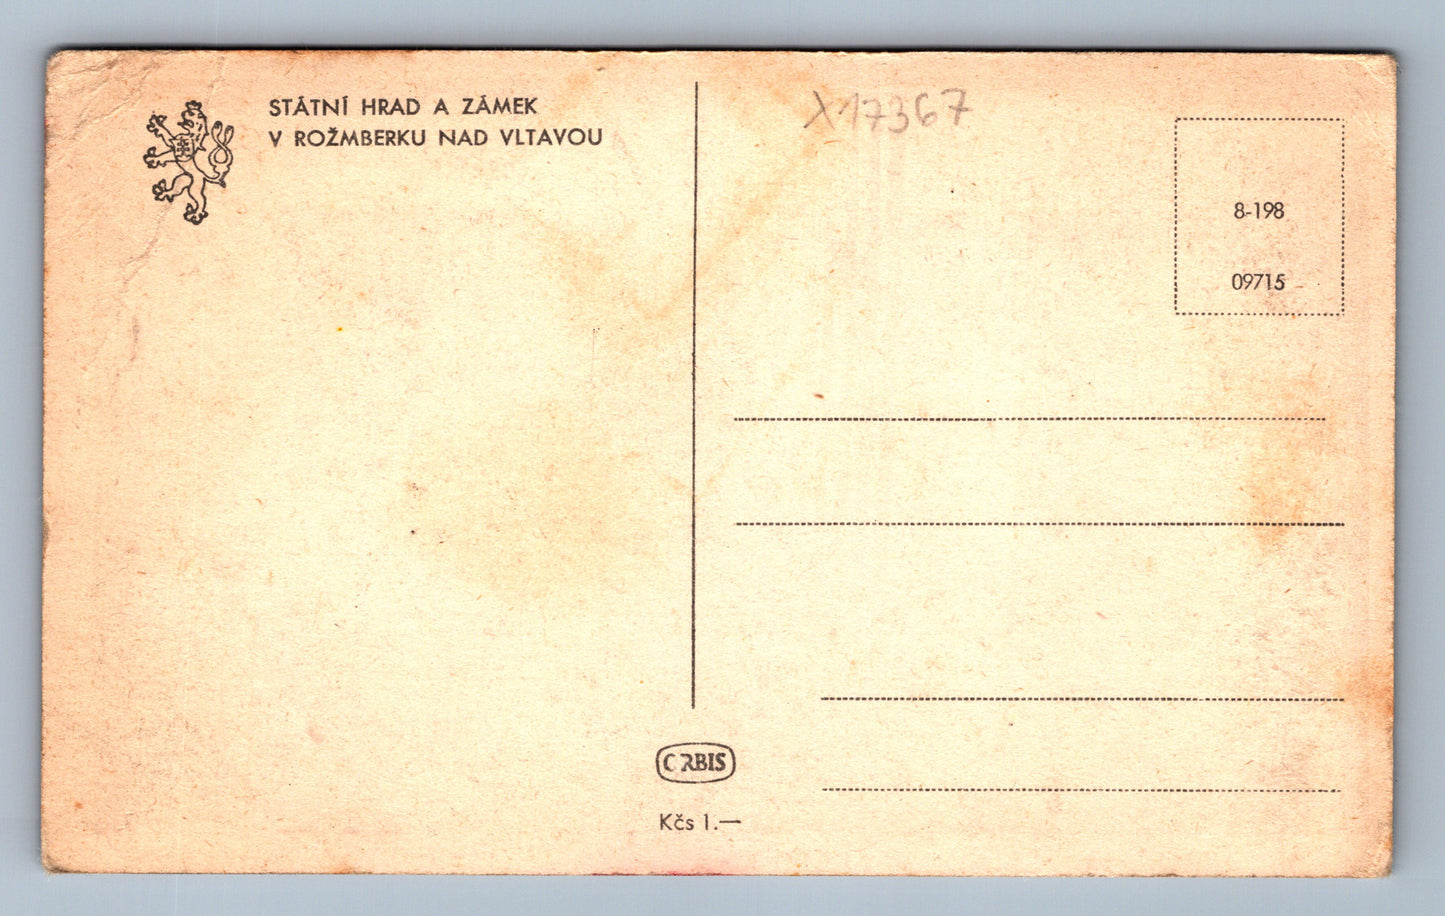 STÁTNÍ HRAD A ZÁMEK
V ROŽMBERKU NAD VLTAVOU
X17367
8-198
09715
ORBIS
Kčs 1.—